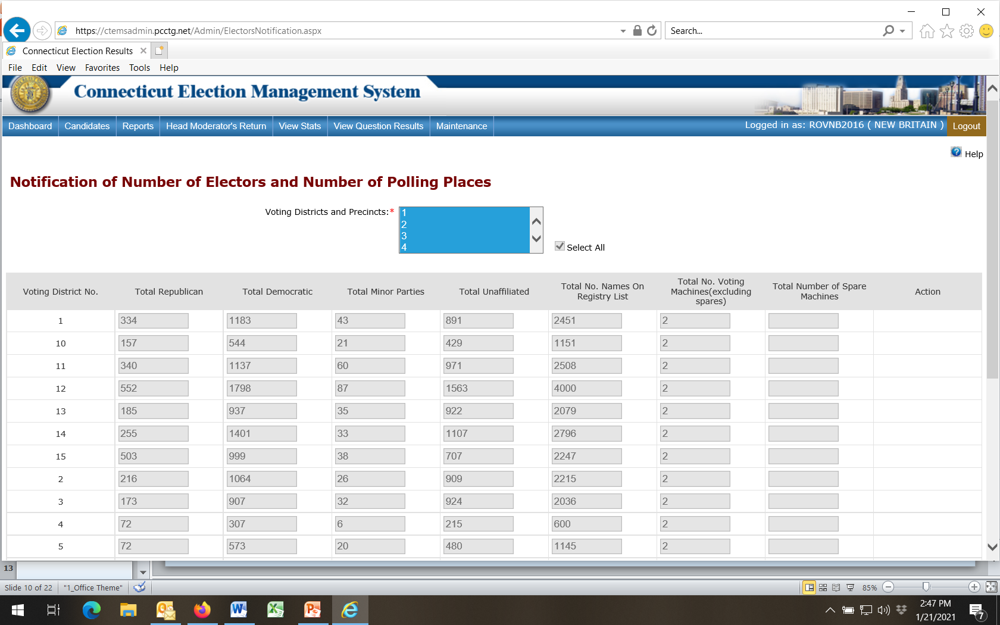 https://ctemsadmin.pcctg.net/Admin/ElectorsNotification.aspx
Search...
Connecticut Election Results
File Edit View Favorites Tools Help
Connecticut Election Management System
Dashboard Candidates Reports Head Moderator's Return View Stats View Question Results Maintenance Logged in as: ROVNB2016 ( NEW BRITAIN ) Logout
Help
Notification of Number of Electors and Number of Polling Places
Voting Districts and Precincts:*
1
2
3
4
Select All
Voting District No. Total Republican Total Democratic Total Minor Parties Total Unaffiliated Total No. Names On Registry List Total No. Voting Machines(excluding spares) Total Number of Spare Machines Action
1 334 1183 43 891 2451 2
10 157 544 21 429 1151 2
11 340 1137 60 971 2508 2
12 552 1798 87 1563 4000 2
13 185 937 35 922 2079 2
14 255 1401 33 1107 2796 2
15 503 999 38 707 2247 2
2 216 1064 26 909 2215 2
3 173 907 32 924 2036 2
4 72 307 6 215 600 2
5 72 573 20 480 1145 2
13
Slide 10 of 22 "1_Office Theme" 85%
2:47 PM
1/21/2021
7